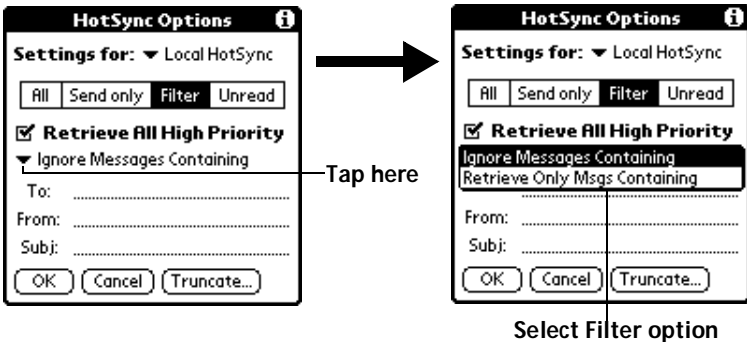 HotSync Options
Settings for: Local HotSync
All Send only Filter Unread
Retrieve All High Priority
Ignore Messages Containing
To:
From:
Subj:
OK Cancel Truncate...
Tap here
HotSync Options
Settings for: Local HotSync
All Send only Filter Unread
Retrieve All High Priority
Ignore Messages Containing
Retrieve Only Msgs Containing
From:
Subj:
OK Cancel Truncate...
Select Filter option